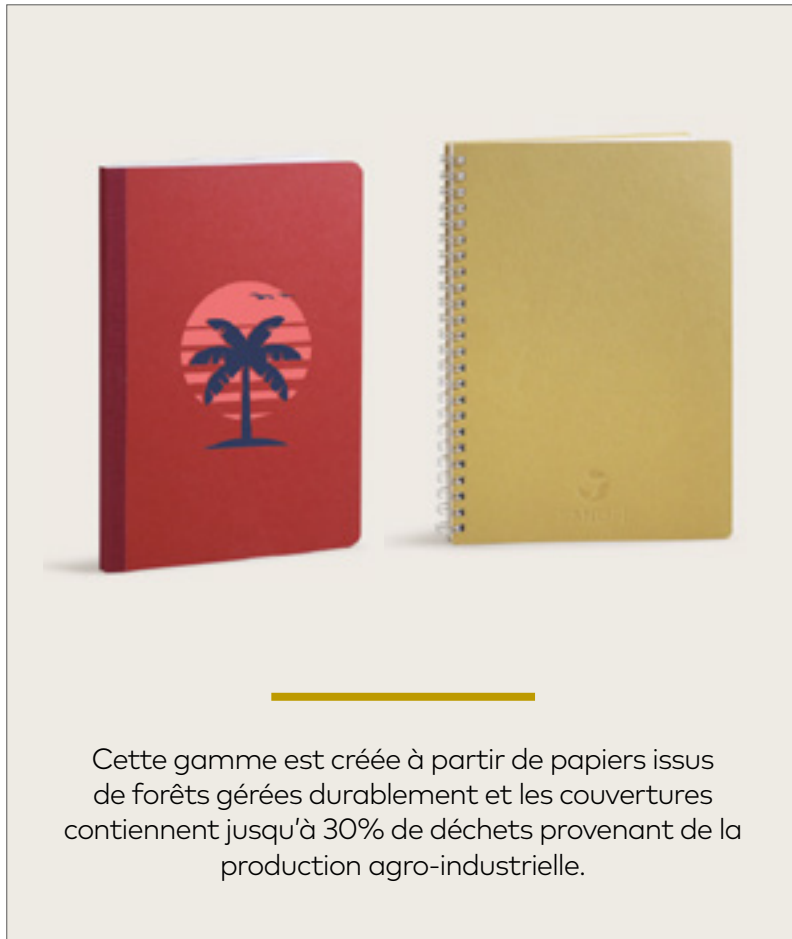 Cette gamme est créée à partir de papiers issus
de forêts gérées durablement et les couvertures
contiennent jusqu'à 30% de déchets provenant de la
production agro-industrielle.